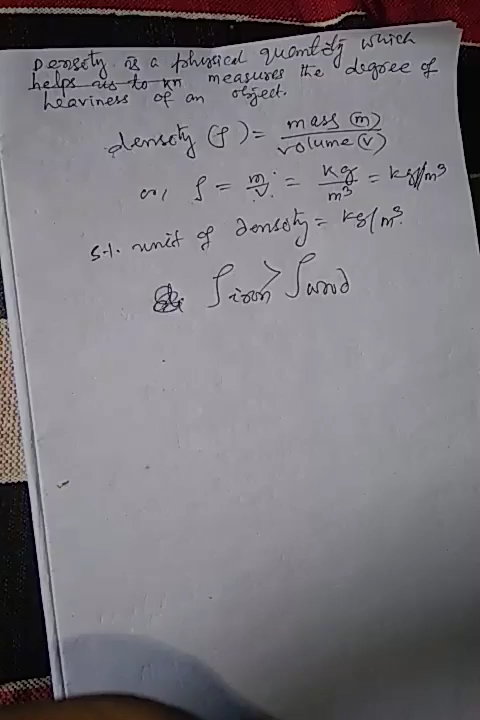 Density is a physical quantity which
helps us to kn measures the degree of
heaviness of an object.
density (ρ) = mass (m) / volume (v)
or, ρ = m/v = kg/m³ = kg/m³
S.I. unit of density = kg/m³.
ρiron > ρwood